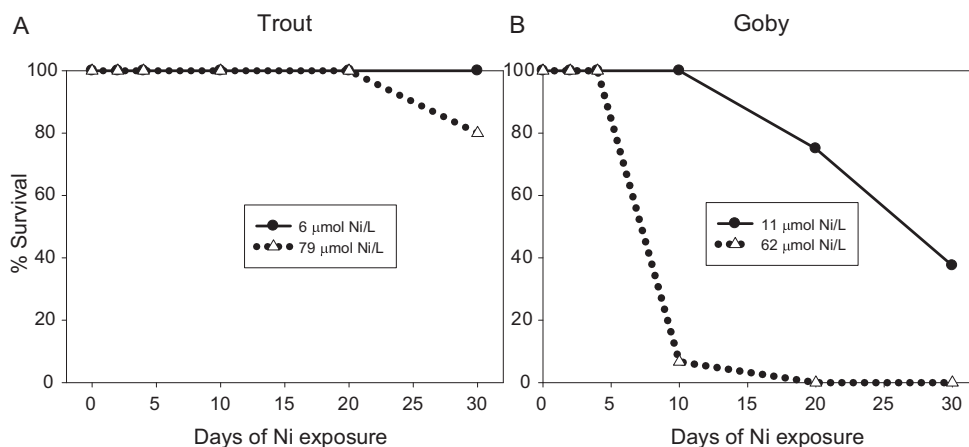 A
Trout
B
Goby
% Survival
100
80
60
40
20
0
6 μmol Ni/L
79 μmol Ni/L
0 5 10 15 20 25 30
Days of Ni exposure
100
80
60
40
20
0
11 μmol Ni/L
62 μmol Ni/L
0 5 10 15 20 25 30
Days of Ni exposure